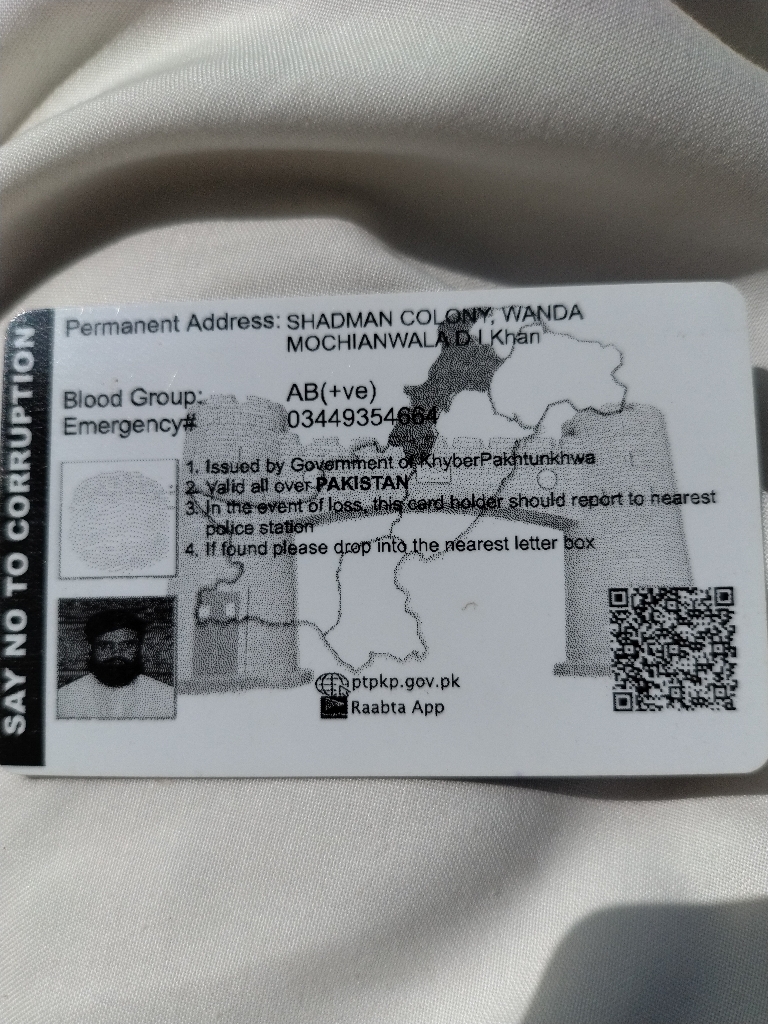 SAY NO TO CORRUPTION
Permanent Address: SHADMAN COLONY, WANDA
MOCHIANWALA D I Khan
Blood Group: AB(+ve)
Emergency# 03449354664
1. Issued by Government of KhyberPakhtunkhwa
2. Valid all over PAKISTAN
3. In the event of loss, this card holder should report to nearest
police station
4. If found please drop into the nearest letter box
ptpkp.gov.pk
Raabta App